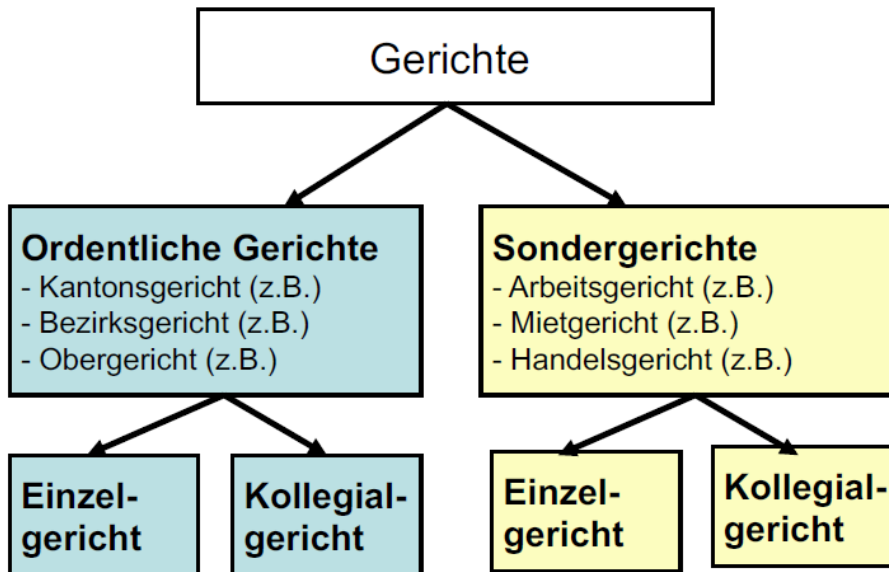 Gerichte
Ordentliche Gerichte
- Kantonsgericht (z.B.)
- Bezirksgericht (z.B.)
- Obergericht (z.B.)
Sondergerichte
- Arbeitsgericht (z.B.)
- Mietgericht (z.B.)
- Handelsgericht (z.B.)
Einzel-
gericht
Kollegial-
gericht
Einzel-
gericht
Kollegial-
gericht